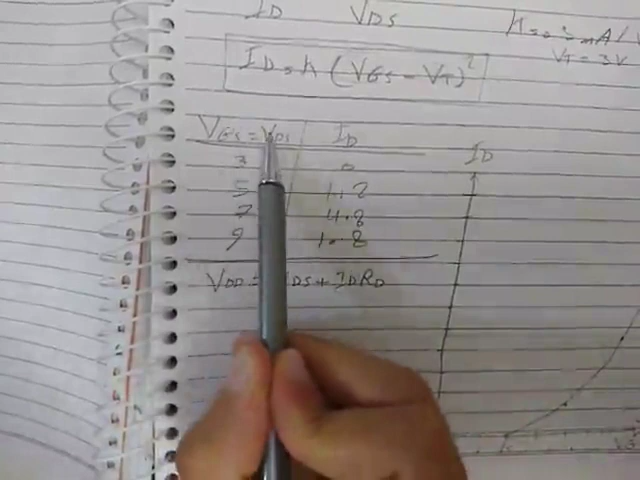 ID VDS
VT = 3V
ID = k (VGS - VT)²
VGS = VDS ID
3 0
5 1.2
7 4.8
9 10.8
VDD = VDS + IDRD
ID